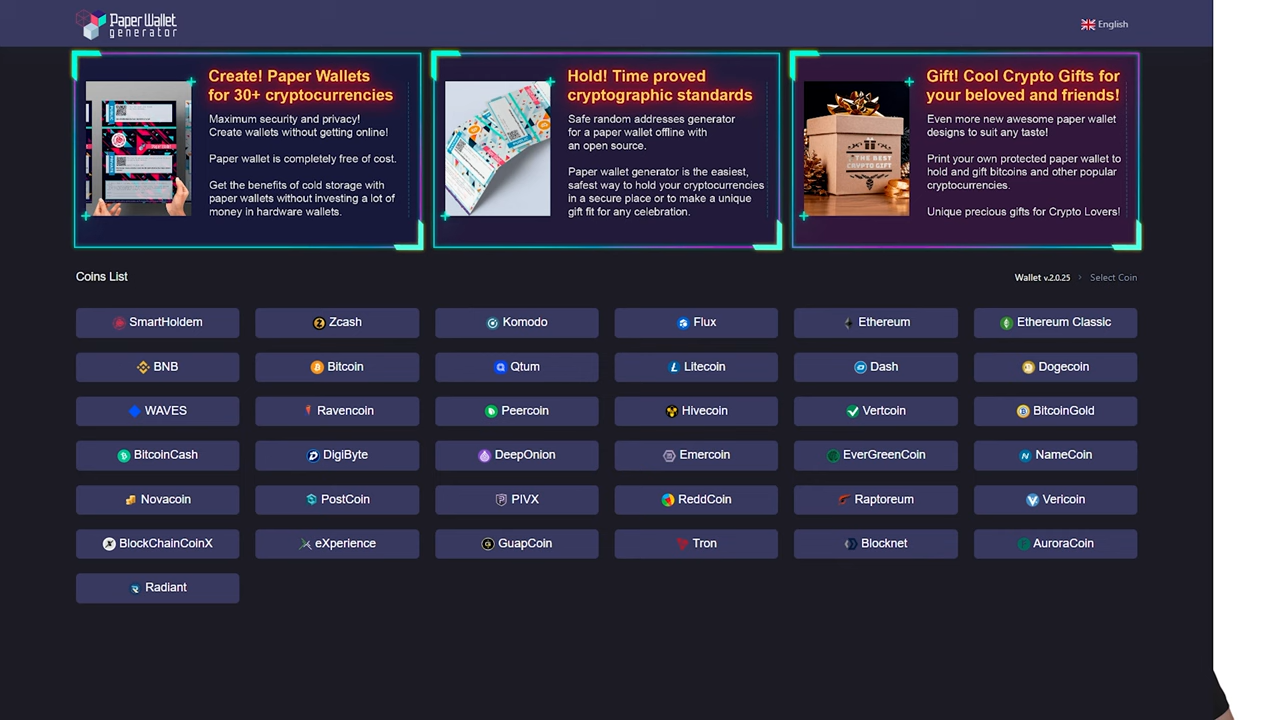 Paper Wallet
generator
English
Create! Paper Wallets
for 30+ cryptocurrencies
Maximum security and privacy!
Create wallets without getting online!
Paper wallet is completely free of cost.
Get the benefits of cold storage with
paper wallets without investing a lot of
money in hardware wallets.
Hold! Time proved
cryptographic standards
Safe random addresses generator
for a paper wallet offline with
an open source.
Paper wallet generator is the easiest,
safest way to hold your cryptocurrencies
in a secure place or to make a unique
gift fit for any celebration.
THE BEST
CRYPTO GIFT
Gift! Cool Crypto Gifts for
your beloved and friends!
Even more new awesome paper wallet
designs to suit any taste!
Print your own protected paper wallet to
hold and gift bitcoins and other popular
cryptocurrencies.
Unique precious gifts for Crypto Lovers!
Coins List
Wallet v.2.0.25 › Select Coin
SmartHoldem Zcash Komodo Flux Ethereum Ethereum Classic
BNB Bitcoin Qtum Litecoin Dash Dogecoin
WAVES Ravencoin Peercoin Hivecoin Vertcoin BitcoinGold
BitcoinCash DigiByte DeepOnion Emercoin EverGreenCoin NameCoin
Novacoin PostCoin PIVX ReddCoin Raptoreum Vericoin
BlockChainCoinX eXperience GuapCoin Tron Blocknet AuroraCoin
Radiant